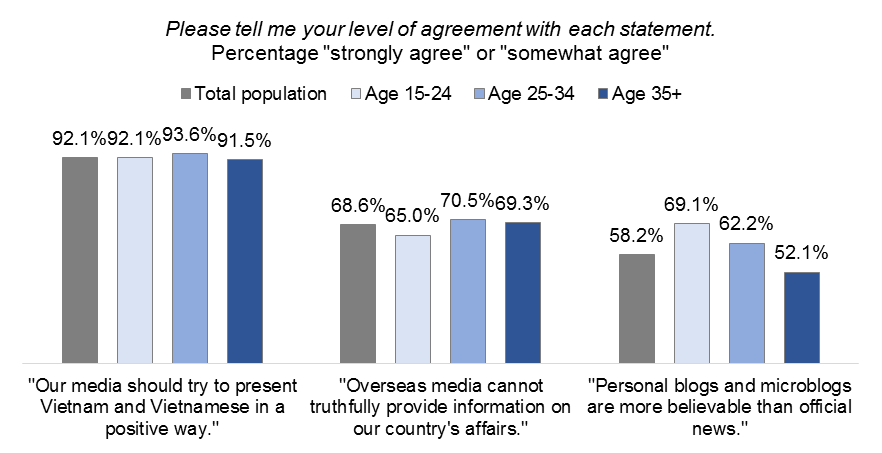 Please tell me your level of agreement with each statement.
Percentage "strongly agree" or "somewhat agree"
Total population Age 15-24 Age 25-34 Age 35+
92.1% 92.1% 93.6% 91.5%
68.6% 65.0% 70.5% 69.3%
58.2% 69.1% 62.2% 52.1%
"Our media should try to present
Vietnam and Vietnamese in a
positive way."
"Overseas media cannot
truthfully provide information on
our country's affairs."
"Personal blogs and microblogs
are more believable than official
news."